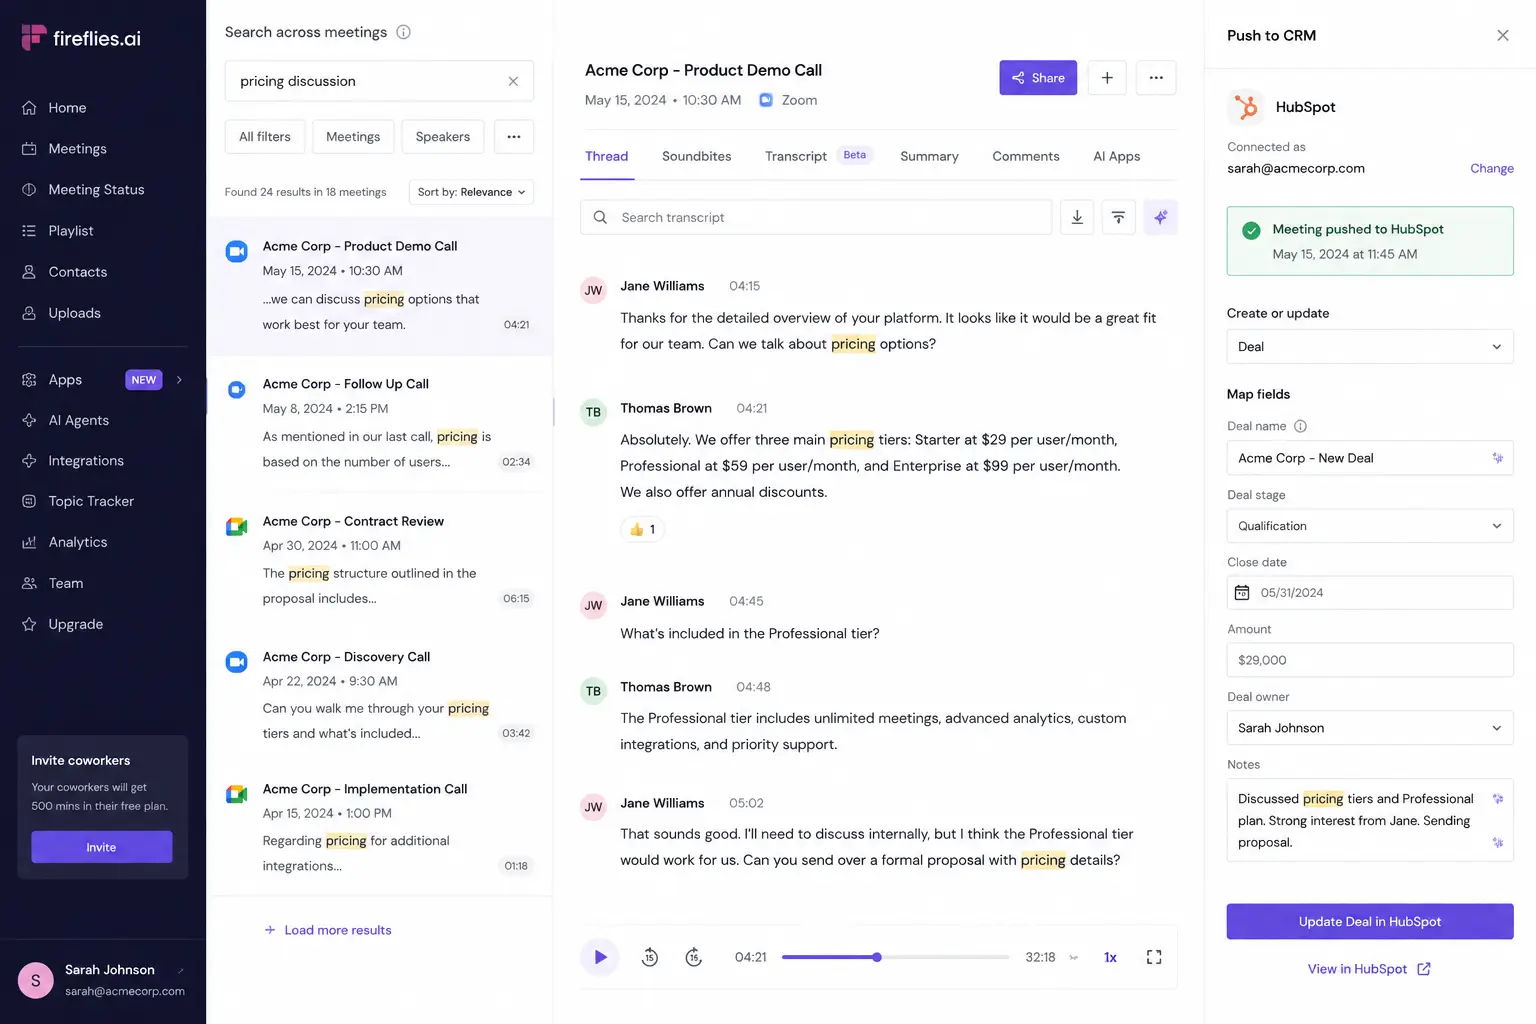 fireflies.ai
Home
Meetings
Meeting Status
Playlist
Contacts
Uploads
Apps NEW
AI Agents
Integrations
Topic Tracker
Analytics
Team
Upgrade
Invite coworkers
Your coworkers will get
500 mins in their free plan.
Invite
S
Sarah Johnson
sarah@acmecorp.com
Search across meetings
pricing discussion
All filters Meetings Speakers
Found 24 results in 18 meetings
Sort by: Relevance
Acme Corp – Product Demo Call
May 15, 2024 • 10:30 AM
...we can discuss pricing options that
work best for your team.
04:21
Acme Corp – Follow Up Call
May 8, 2024 • 2:15 PM
As mentioned in our last call, pricing is
based on the number of users...
02:34
Acme Corp – Contract Review
Apr 30, 2024 • 11:00 AM
The pricing structure outlined in the
proposal includes...
06:15
Acme Corp – Discovery Call
Apr 22, 2024 • 9:30 AM
Can you walk me through your pricing
tiers and what's included...
03:42
Acme Corp – Implementation Call
Apr 15, 2024 • 1:00 PM
Regarding pricing for additional
integrations...
01:18
+ Load more results
Acme Corp – Product Demo Call
May 15, 2024 • 10:30 AM Zoom
Share
Thread Soundbites Transcript Beta Summary Comments AI Apps
Search transcript
JW
Jane Williams 04:15
Thanks for the detailed overview of your platform. It looks like it would be a great fit
for our team. Can we talk about pricing options?
TB
Thomas Brown 04:21
Absolutely. We offer three main pricing tiers: Starter at $29 per user/month,
Professional at $59 per user/month, and Enterprise at $99 per user/month.
We also offer annual discounts.
👍 1
JW
Jane Williams 04:45
What's included in the Professional tier?
TB
Thomas Brown 04:48
The Professional tier includes unlimited meetings, advanced analytics, custom
integrations, and priority support.
JW
Jane Williams 05:02
That sounds good. I'll need to discuss internally, but I think the Professional tier
would work for us. Can you send over a formal proposal with pricing details?
15 15 04:21 32:18 1x
Push to CRM
HubSpot
Connected as
sarah@acmecorp.com
Change
Meeting pushed to HubSpot
May 15, 2024 at 11:45 AM
Create or update
Deal
Map fields
Deal name
Acme Corp – New Deal
Deal stage
Qualification
Close date
05/31/2024
Amount
$29,000
Deal owner
Sarah Johnson
Notes
Discussed pricing tiers and Professional
plan. Strong interest from Jane. Sending
proposal.
Update Deal in HubSpot
View in HubSpot